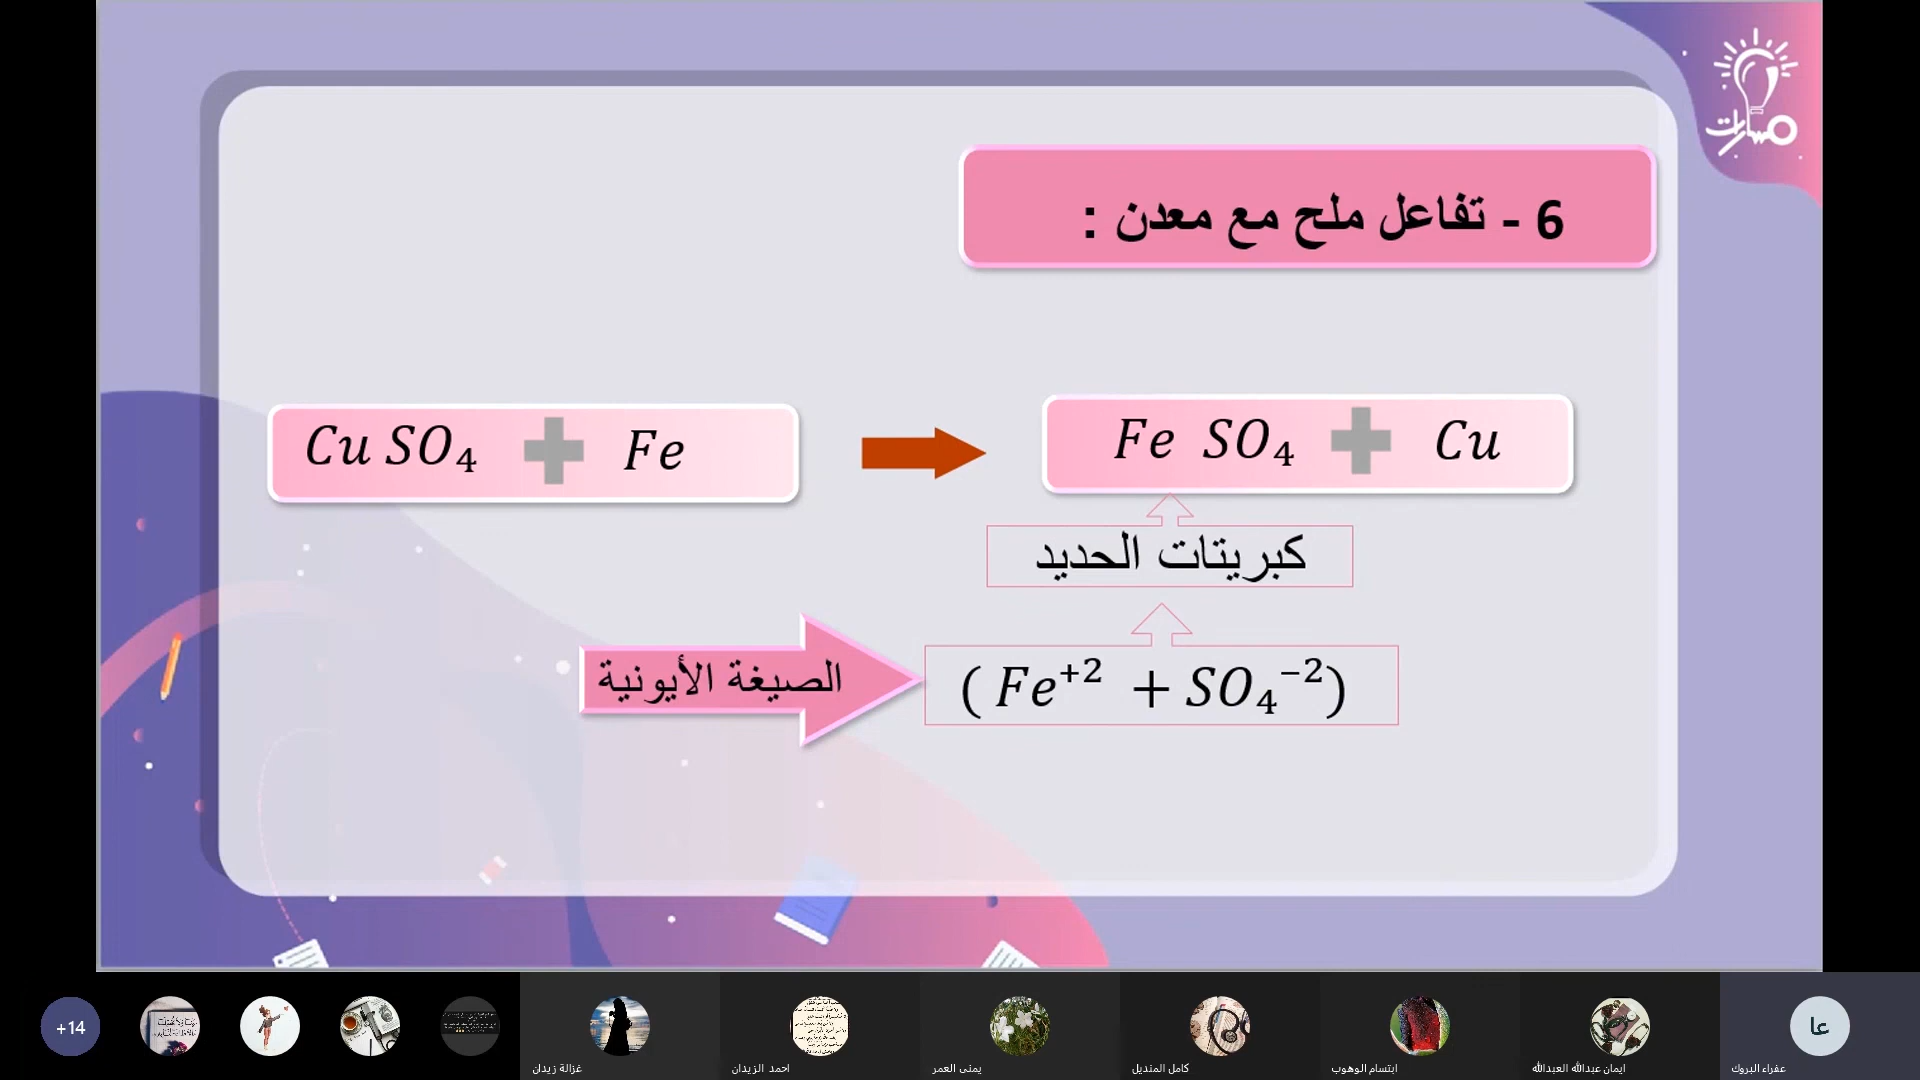 مسارات
6 - تفاعل ملح مع معدن :
Cu SO₄ + Fe → Fe SO₄ + Cu
كبريتات الحديد
الصيغة الأيونية
( Fe⁺² + SO₄⁻²)
+14
غزالة زيدان
احمد الزيدان
يمنى العمر
كامل المنديل
ابتسام الوهوب
ايمان عبدالله العبدالله
عا
عفراء البروك